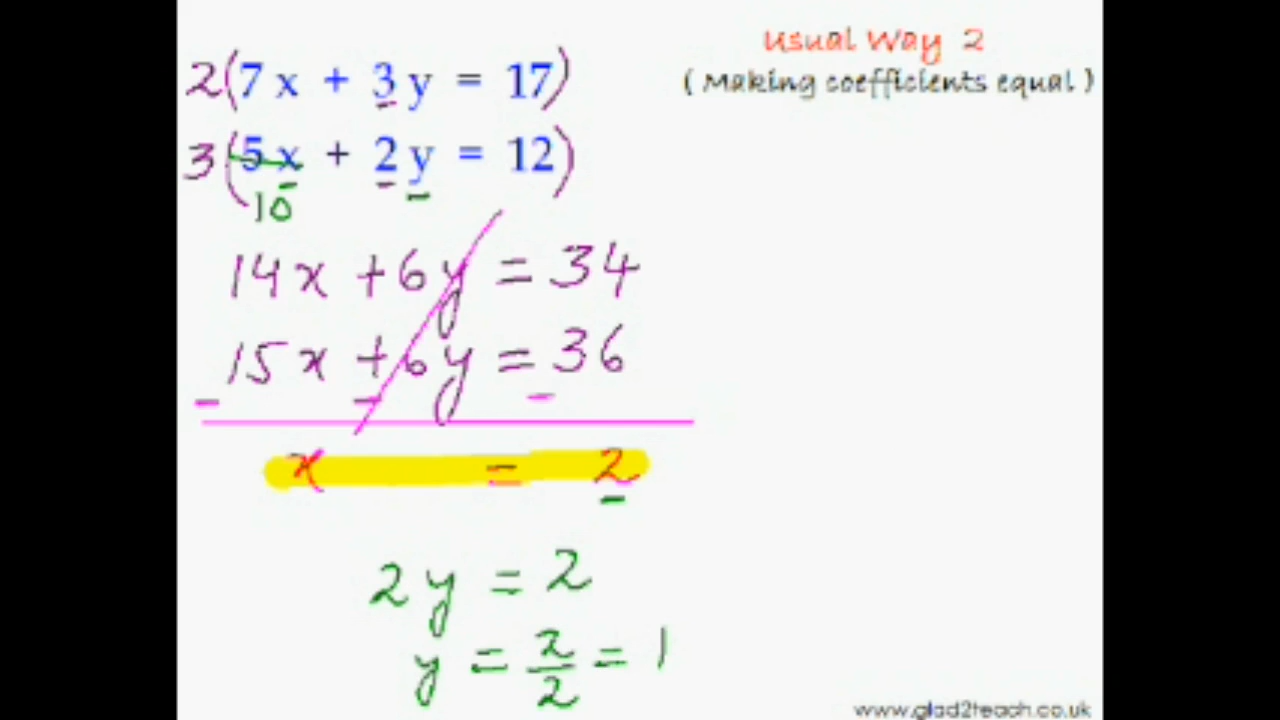 Usual Way 2
( Making coefficients equal )
2(7x + 3y = 17)
3(5x + 2y = 12)
10
14x + 6y = 34
15x + 6y = 36
- - -
x = 2
2y = 2
y = 2/2 = 1
www.glad2teach.co.uk